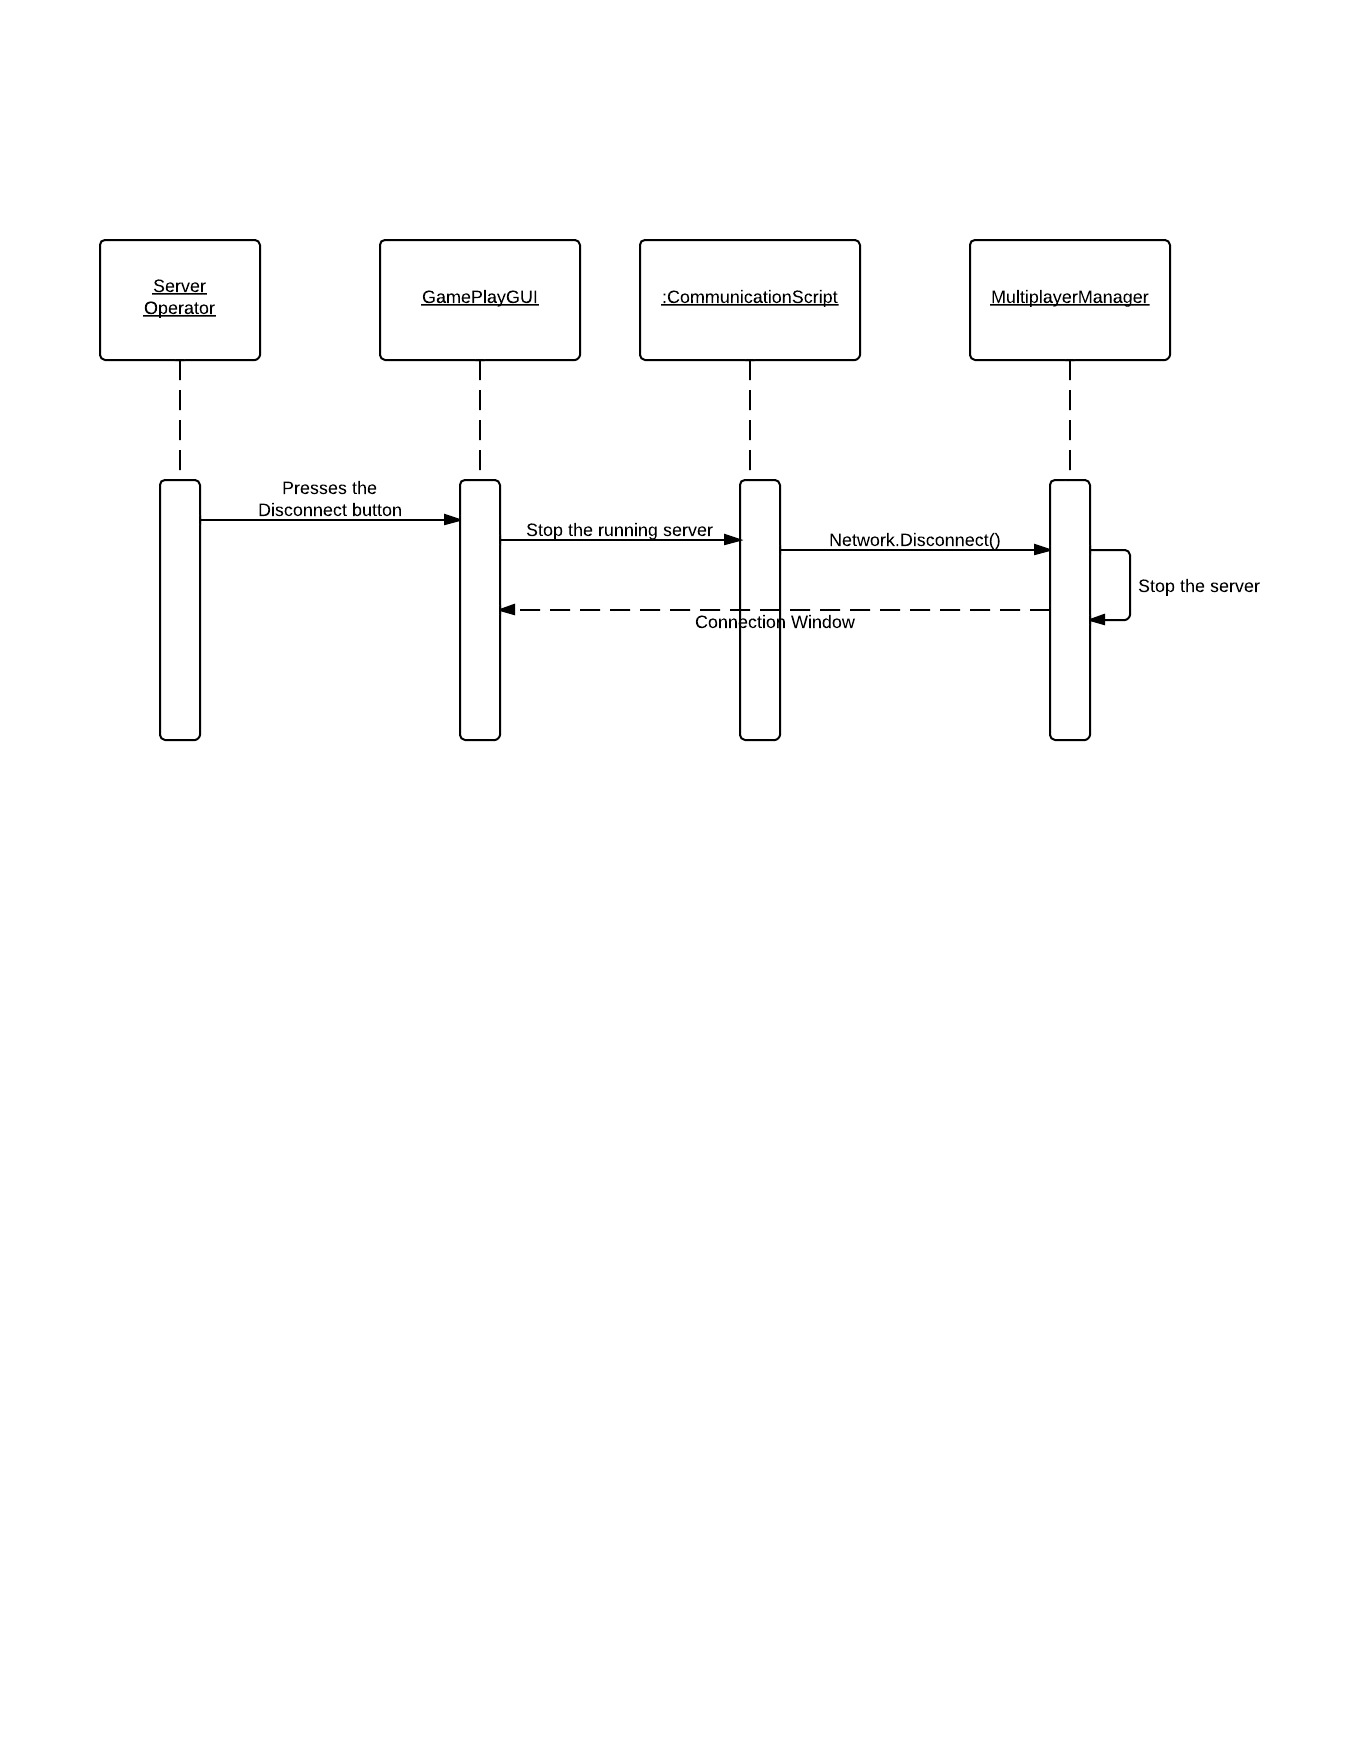 Server
Operator
GamePlayGUI
:CommunicationScript
MultiplayerManager
Presses the
Disconnect button
Stop the running server
Network.Disconnect()
Stop the server
Connection Window